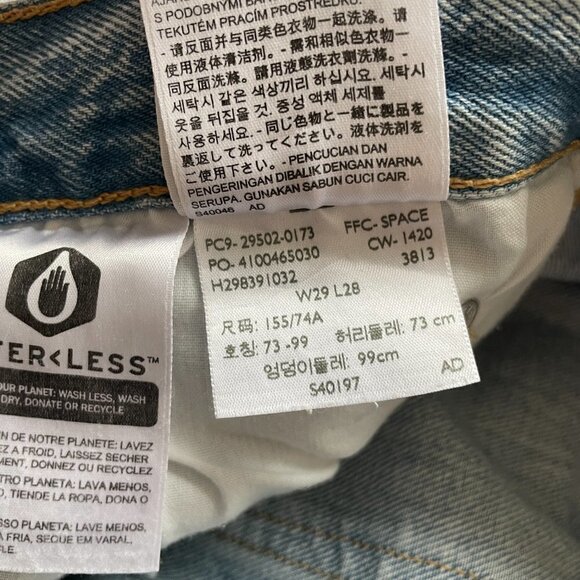 S PODOBNÝMI
TEKUTÉM PRACÍM PROSTŘEDKU.
- 请反面并与同类色衣物一起洗涤.
使用液体清洁剂. - 需和相似色衣物一
同反面洗滌. 請用液態洗衣劑洗滌. -
세탁시 같은 색상끼리 하십시요. 세탁시
옷을 뒤집을 것. 중성 액체 세제를
사용하세요. - 同じ色物と一緒に製品を
裏返して洗ってください。液体洗剤を
ご使用下さい。 - PENCUCIAN DAN
PENGERINGAN DIBALIK DENGAN WARNA
SERUPA. GUNAKAN SABUN CUCI CAIR.
S40046 AD
PC9- 29502-0173 FFC- SPACE
PO- 4100465030 CW- 1420
H298391032 3813
W29 L28
尺码: 155/74A
호칭: 73 -99 허리둘레: 73 cm
엉덩이둘레: 99cm
S40197 AD
TER<LESS™
OUR PLANET: WASH LESS, WASH
DRY, DONATE OR RECYCLE
N DE NOTRE PLANETE: LAVEZ
EZ A FROID, LAISSEZ SECHER
MENT, DONNEZ OU RECYCLEZ
TRO PLANETA: LAVA MENOS,
O, TIENDE LA ROPA, DONA O
SSO PLANETA: LAVE MENOS,
A FRIA, SEQUE EM VARAL,
FLE.